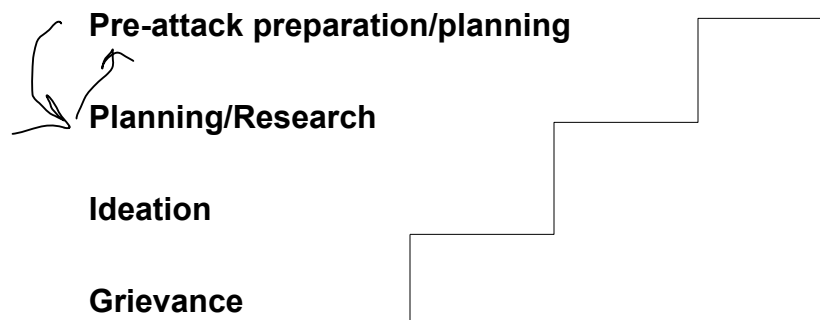 Pre-attack preparation/planning
Planning/Research
Ideation
Grievance